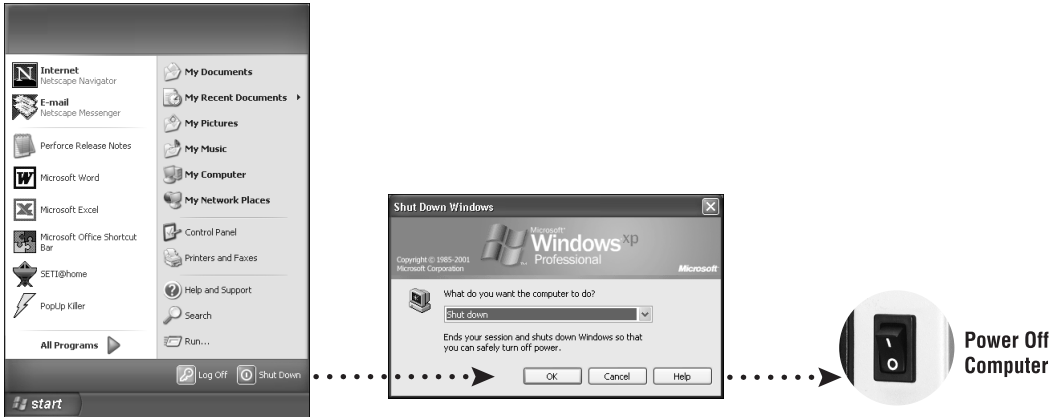 Internet
Netscape Navigator
E-mail
Netscape Messenger
Perforce Release Notes
Microsoft Word
Microsoft Excel
Microsoft Office Shortcut
Bar
SETI@home
PopUp Killer
All Programs
My Documents
My Recent Documents
My Pictures
My Music
My Computer
My Network Places
Control Panel
Printers and Faxes
Help and Support
Search
Run...
Log Off
Shut Down
start
Shut Down Windows
Copyright © 1985-2001
Microsoft Corporation
Microsoft®
Windows xp
Professional
Microsoft
What do you want the computer to do?
Shut down
Ends your session and shuts down Windows so that
you can safely turn off power.
OK
Cancel
Help
Power Off
Computer